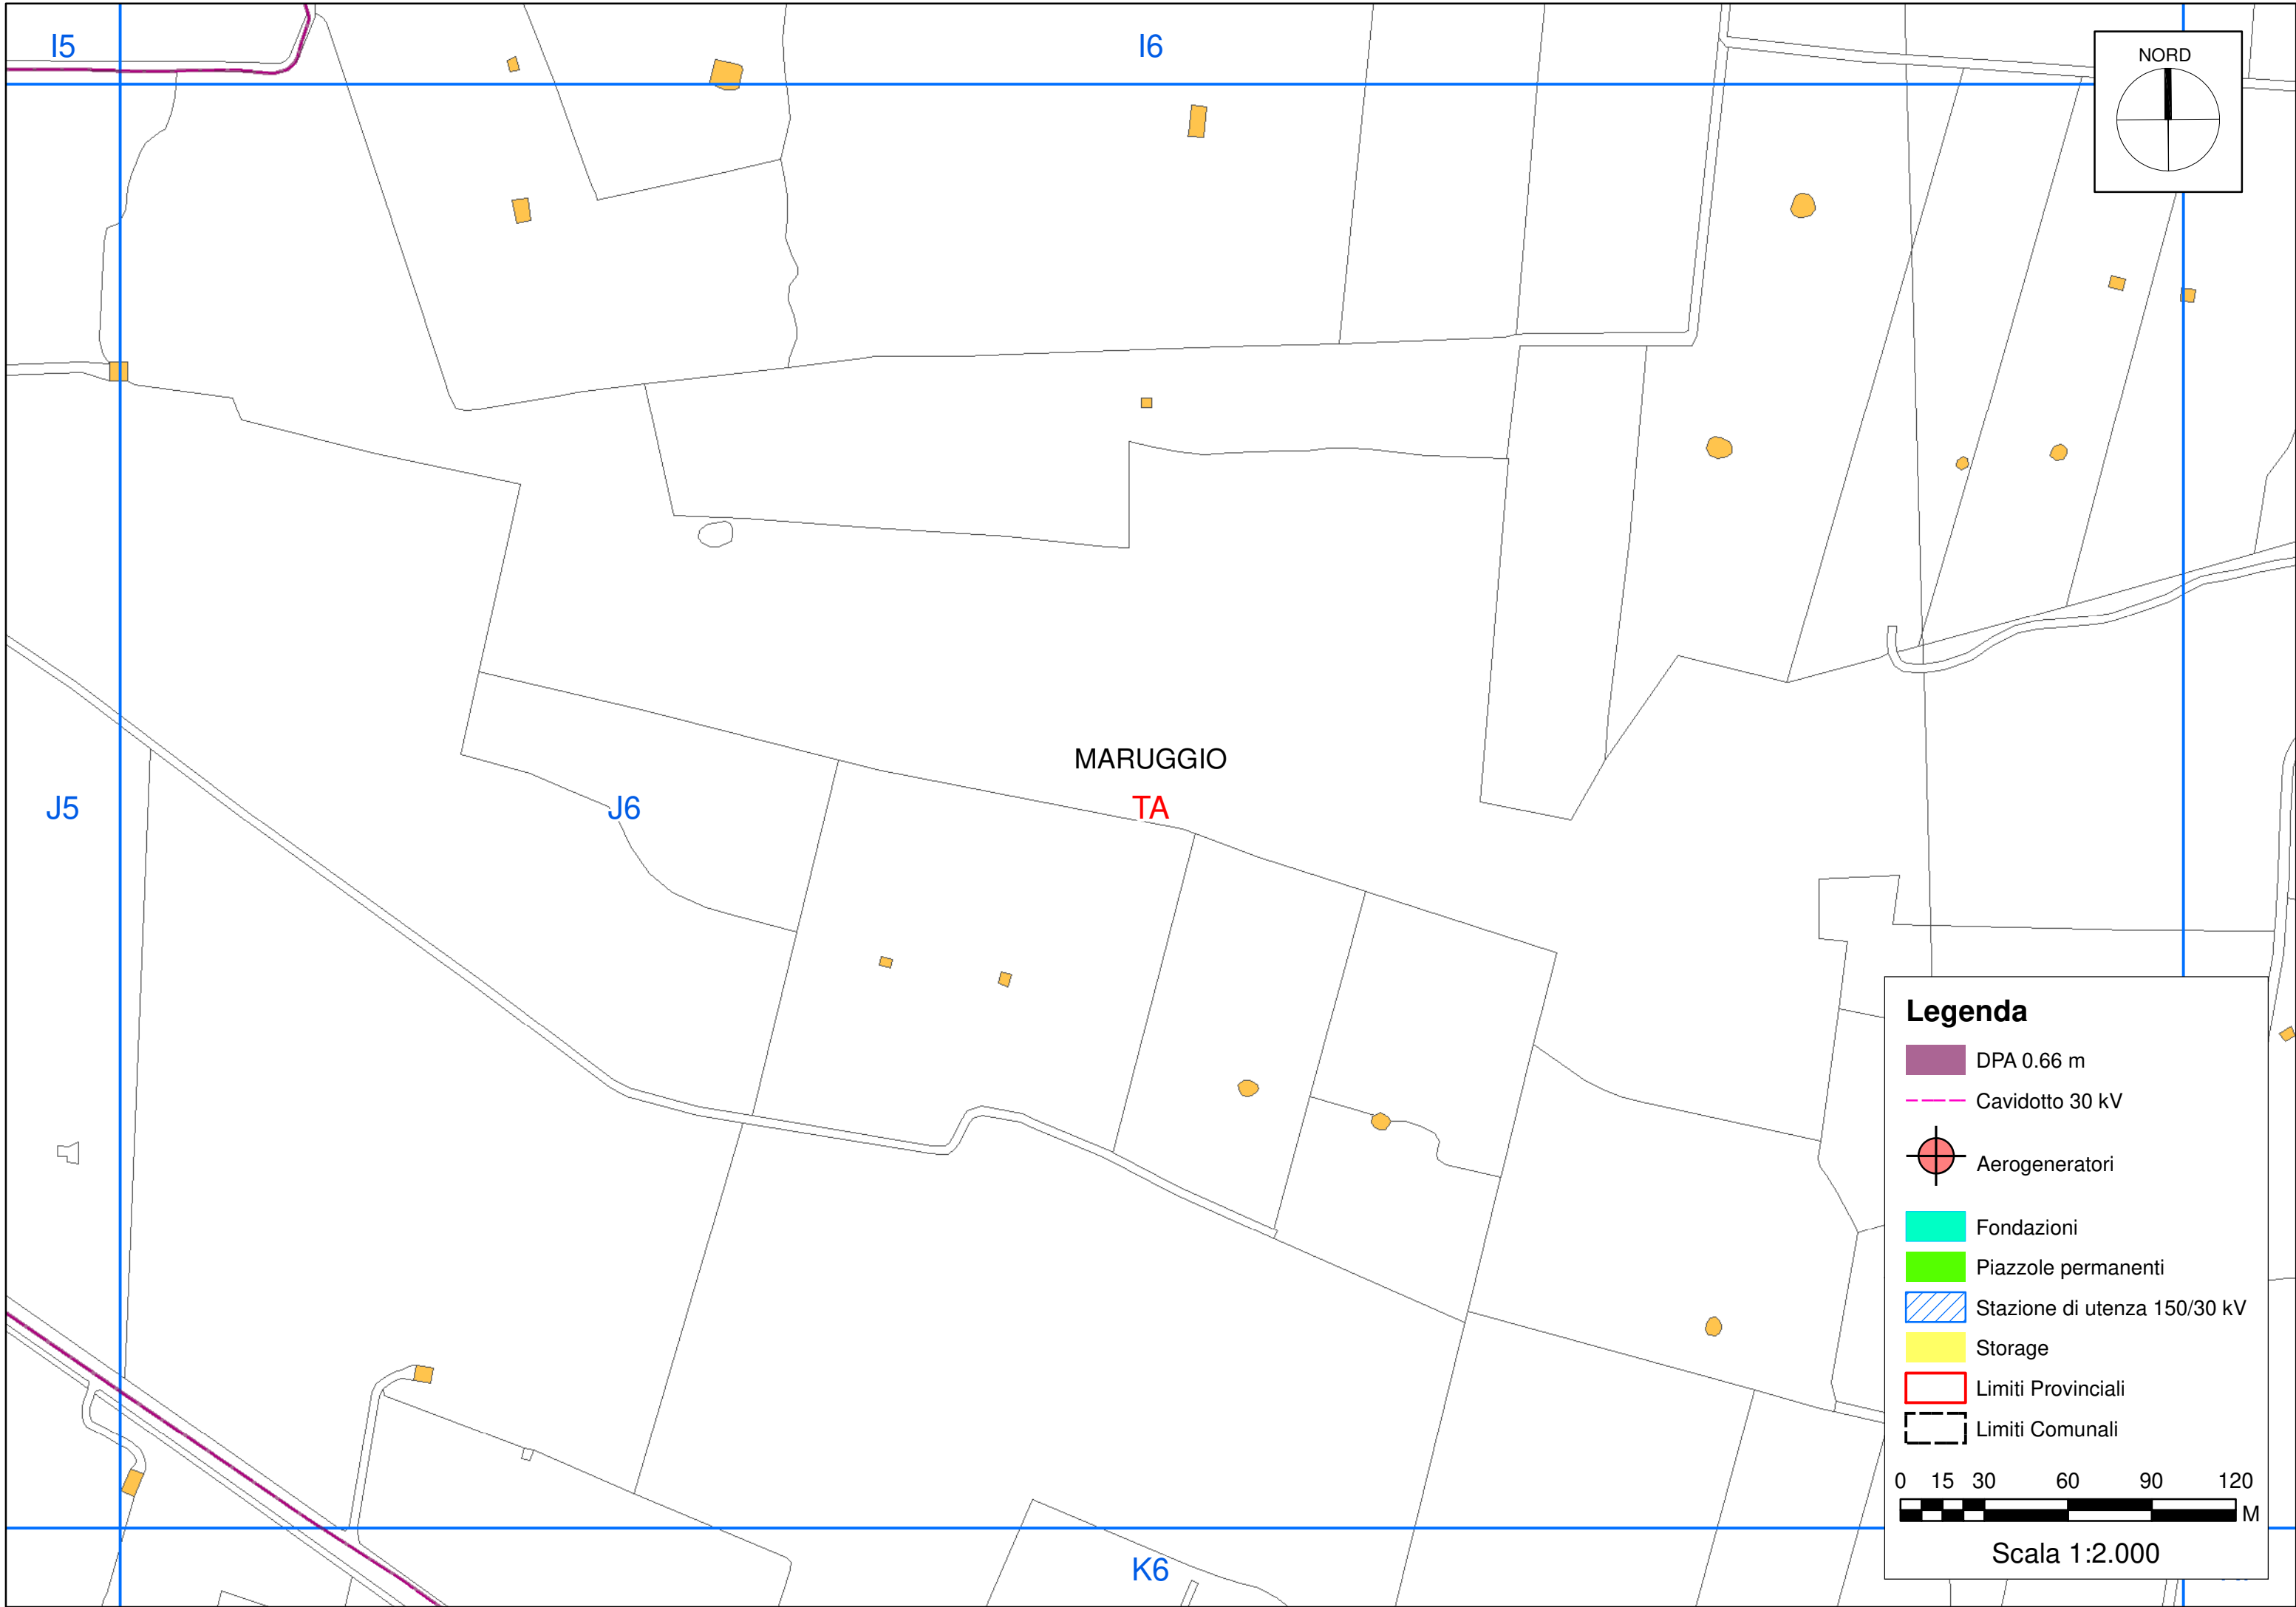 I5
I6
NORD
MARUGGIO
J5
J6
TA
Legenda
DPA 0.66 m
Cavidotto 30 kV
Aerogeneratori
Fondazioni
Piazzole permanenti
Stazione di utenza 150/30 kV
Storage
Limiti Provinciali
Limiti Comunali
0 15 30 60 90 120
M
Scala 1:2.000
K6